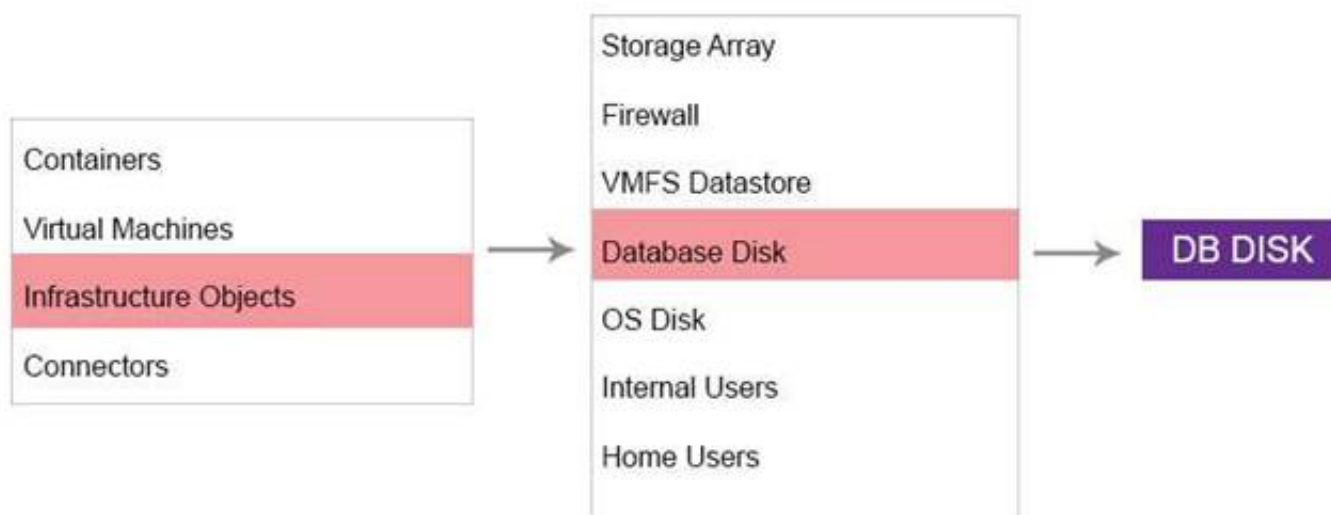 Containers
Virtual Machines
Infrastructure Objects
Connectors
Storage Array
Firewall
VMFS Datastore
Database Disk
OS Disk
Internal Users
Home Users
DB DISK